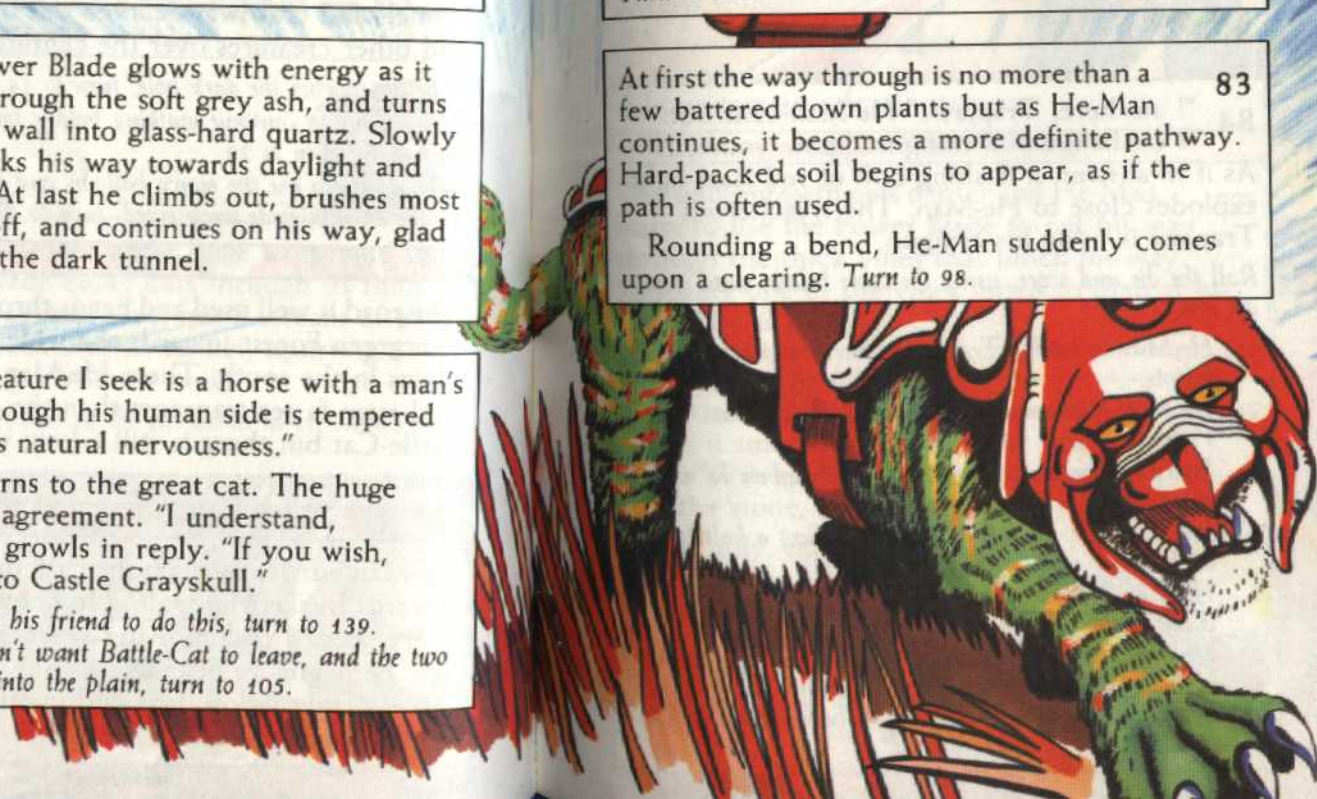 ver Blade glows with energy as it
rough the soft grey ash, and turns
wall into glass-hard quartz. Slowly
ks his way towards daylight and
At last he climbs out, brushes most
ff, and continues on his way, glad
the dark tunnel.
eature I seek is a horse with a man's
ough his human side is tempered
s natural nervousness."
rns to the great cat. The huge
agreement. "I understand,
growls in reply. "If you wish,
to Castle Grayskull."
his friend to do this, turn to 139.
n't want Battle-Cat to leave, and the two
into the plain, turn to 105.
83
At first the way through is no more than a
few battered down plants but as He-Man
continues, it becomes a more definite pathway.
Hard-packed soil begins to appear, as if the
path is often used.
Rounding a bend, He-Man suddenly comes
upon a clearing. Turn to 98.